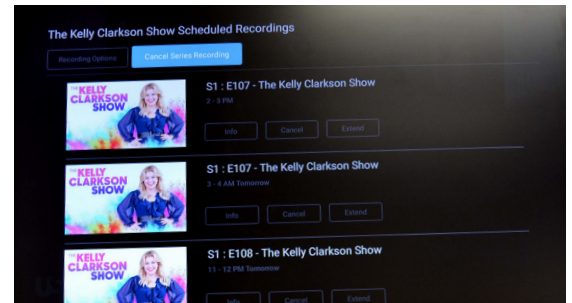 The Kelly Clarkson Show Scheduled Recordings
Recording Options
Cancel Series Recording
THE KELLY
CLARKSON
SHOW
S1 : E107 - The Kelly Clarkson Show
2 - 3 PM
Info
Cancel
Extend
THE KELLY
CLARKSON
SHOW
S1 : E107 - The Kelly Clarkson Show
3 - 4 AM Tomorrow
Info
Cancel
Extend
THE KELLY
CLARKSON
SHOW
S1 : E108 - The Kelly Clarkson Show
11 - 12 PM Tomorrow
Info
Cancel
Extend